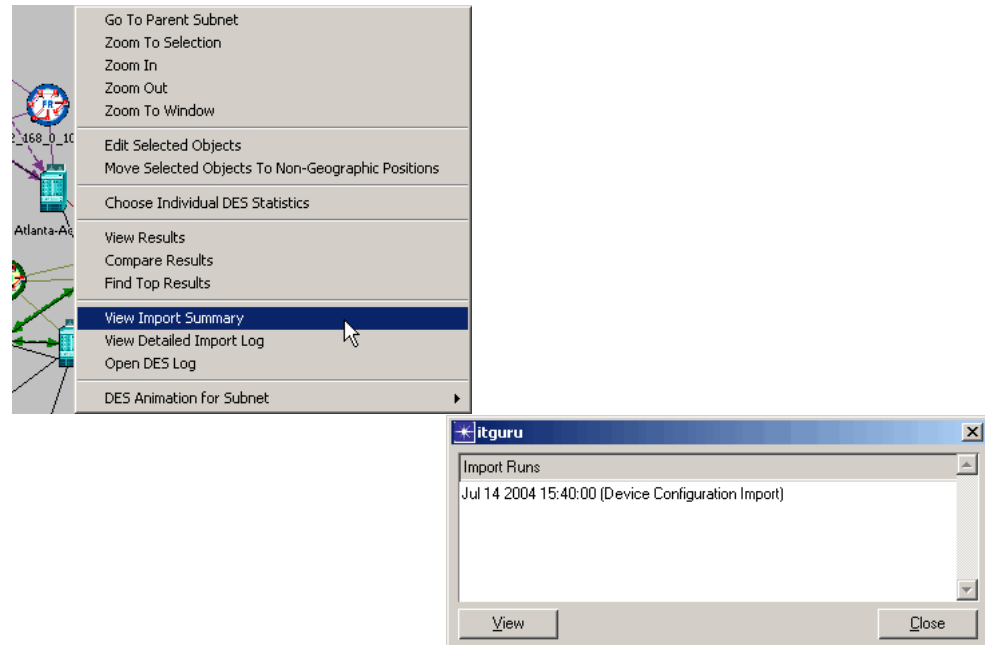 Go To Parent Subnet
Zoom To Selection
Zoom In
Zoom Out
Zoom To Window
FR
2_168_0_10
Edit Selected Objects
Move Selected Objects To Non-Geographic Positions
Choose Individual DES Statistics
Atlanta-Ac
View Results
Compare Results
Find Top Results
View Import Summary
View Detailed Import Log
Open DES Log
DES Animation for Subnet
itguru
Import Runs
Jul 14 2004 15:40:00 (Device Configuration Import)
View
Close